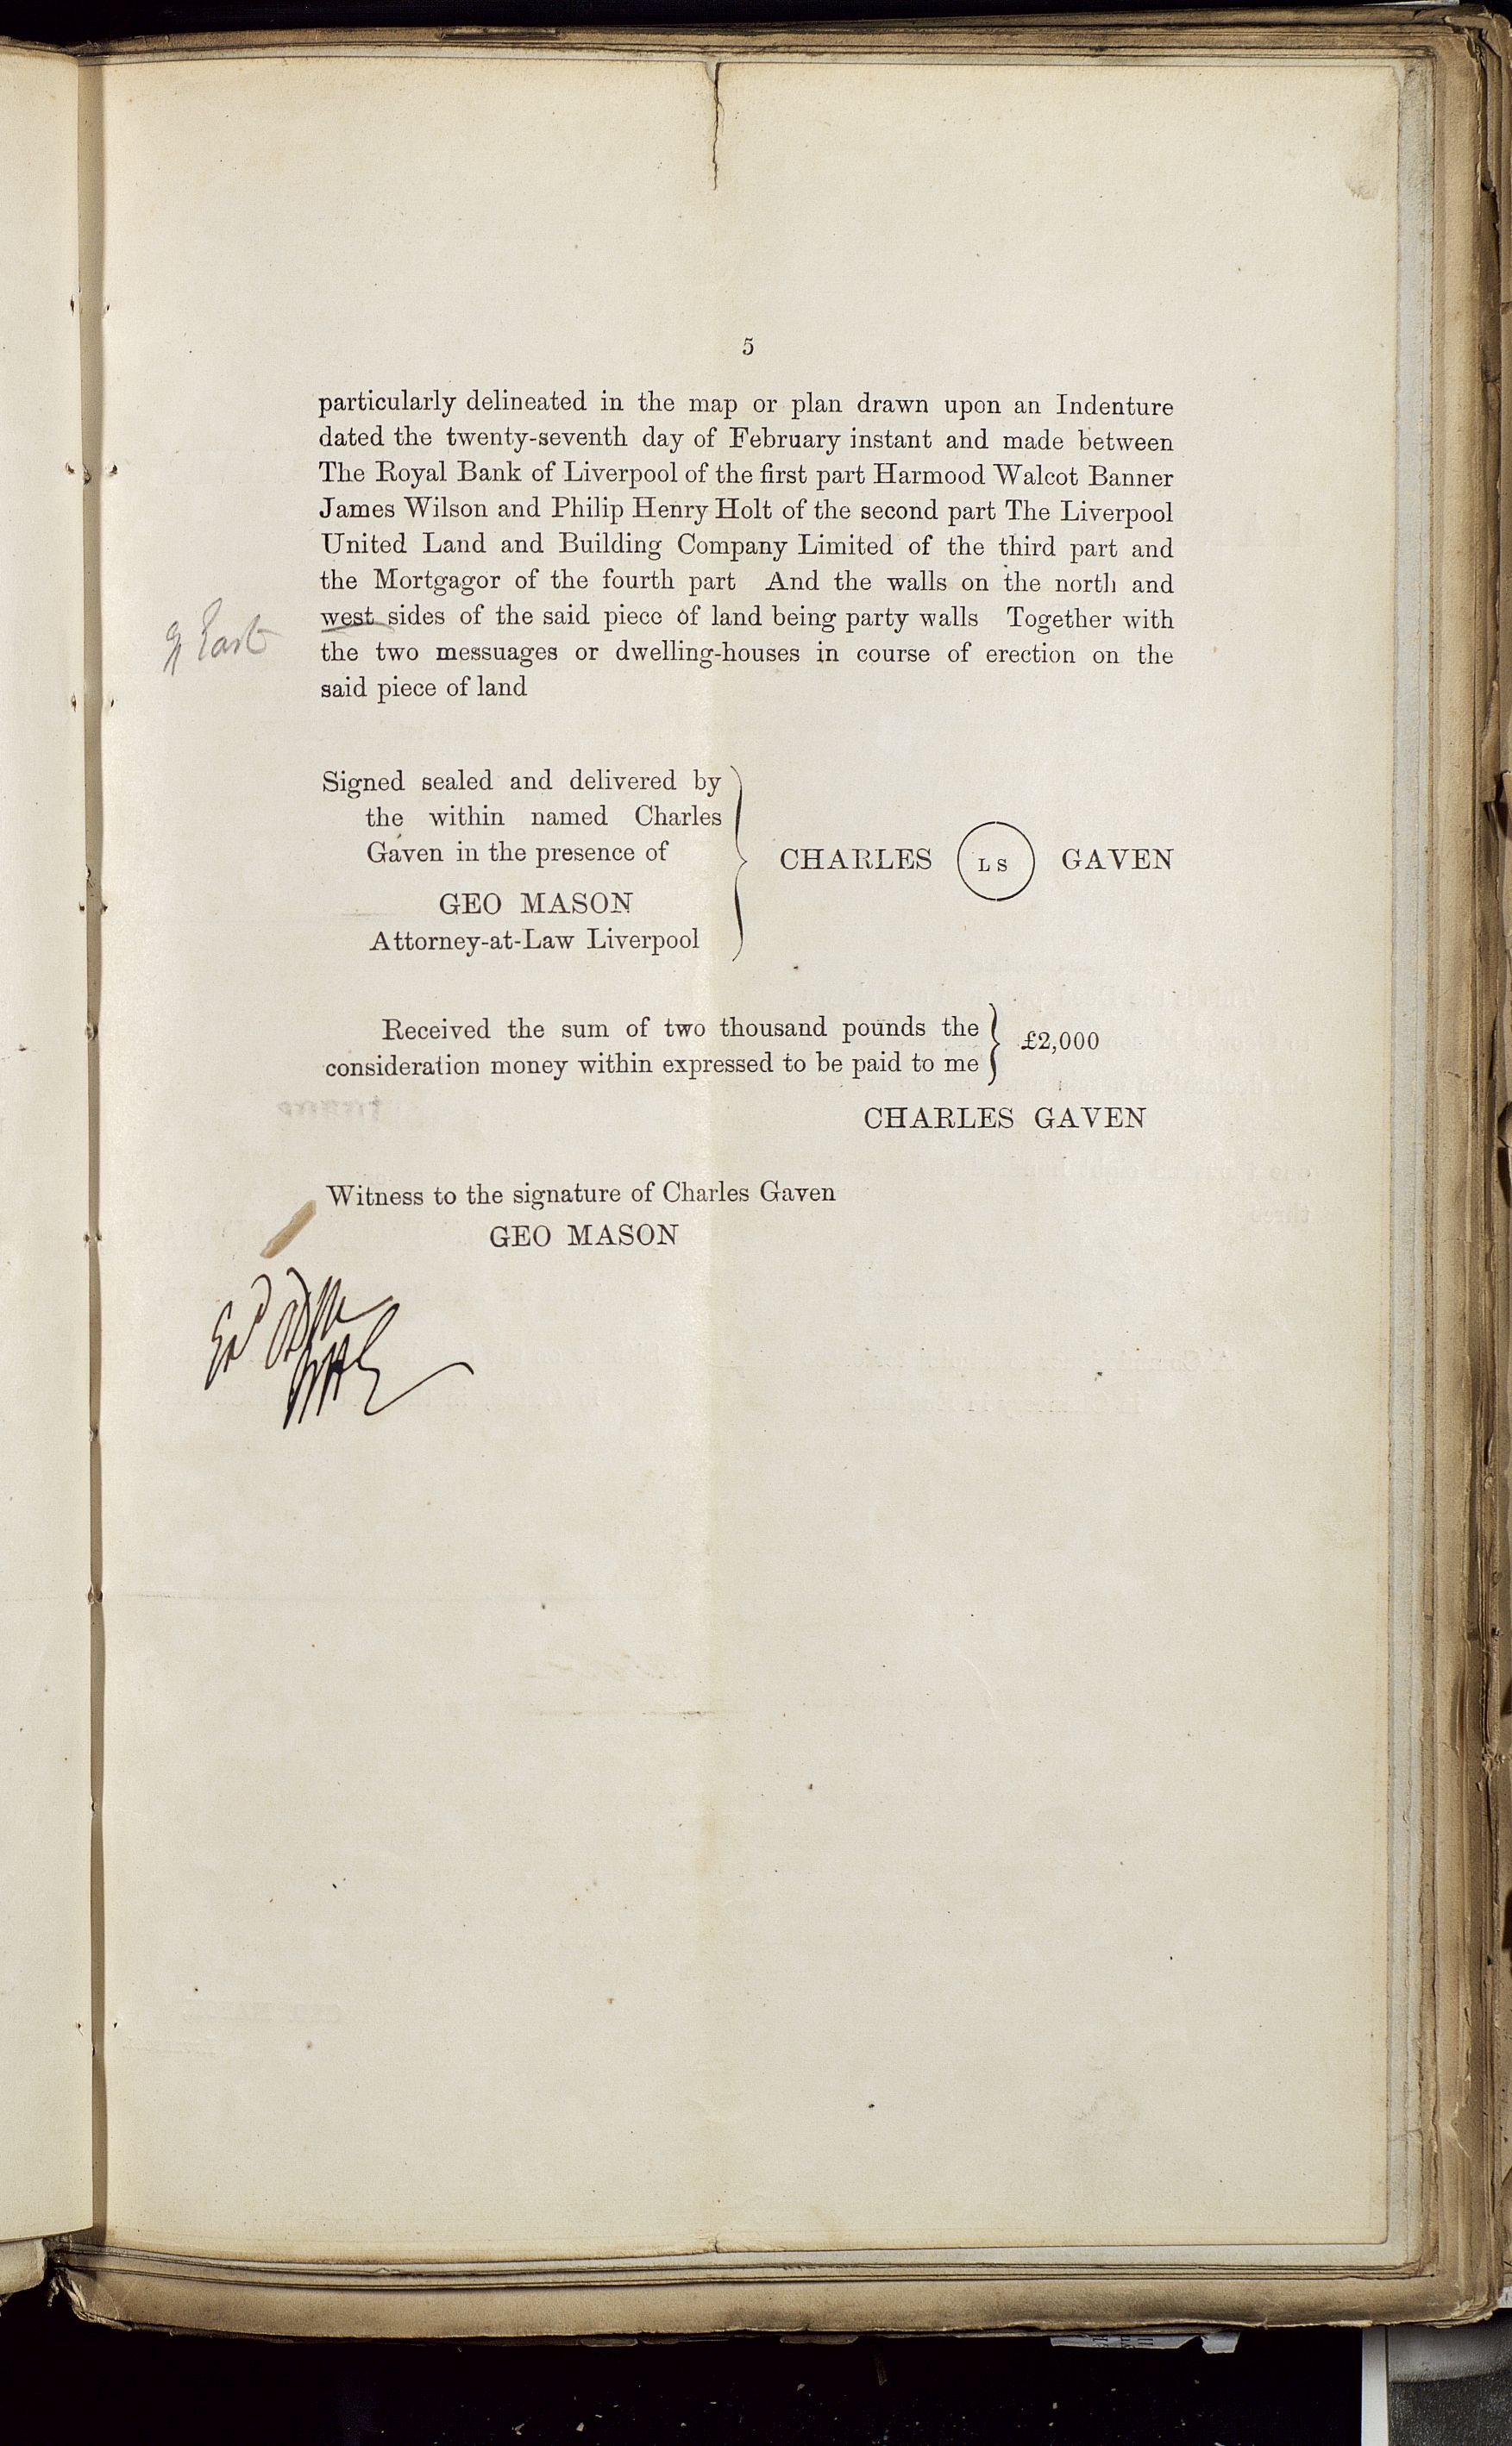 5
particularly delineated in the map or plan drawn upon an Indenture
dated the twenty-seventh day of February instant and made between
The Royal Bank of Liverpool of the first part Harmood Walcot Banner
James Wilson and Philip Henry Holt of the second part The Liverpool
United Land and Building Company Limited of the third part and
the Mortgagor of the fourth part And the walls on the north and
west sides of the said piece of land being party walls Together with
East
the two messuages or dwelling-houses in course of erection on the
said piece of land
Signed sealed and delivered by
the within named Charles
Gaven in the presence of
GEO MASON
Attorney-at-Law Liverpool
CHARLES L S GAVEN
Received the sum of two thousand pounds the
consideration money within expressed to be paid to me
£2,000
CHARLES GAVEN
Witness to the signature of Charles Gaven
GEO MASON